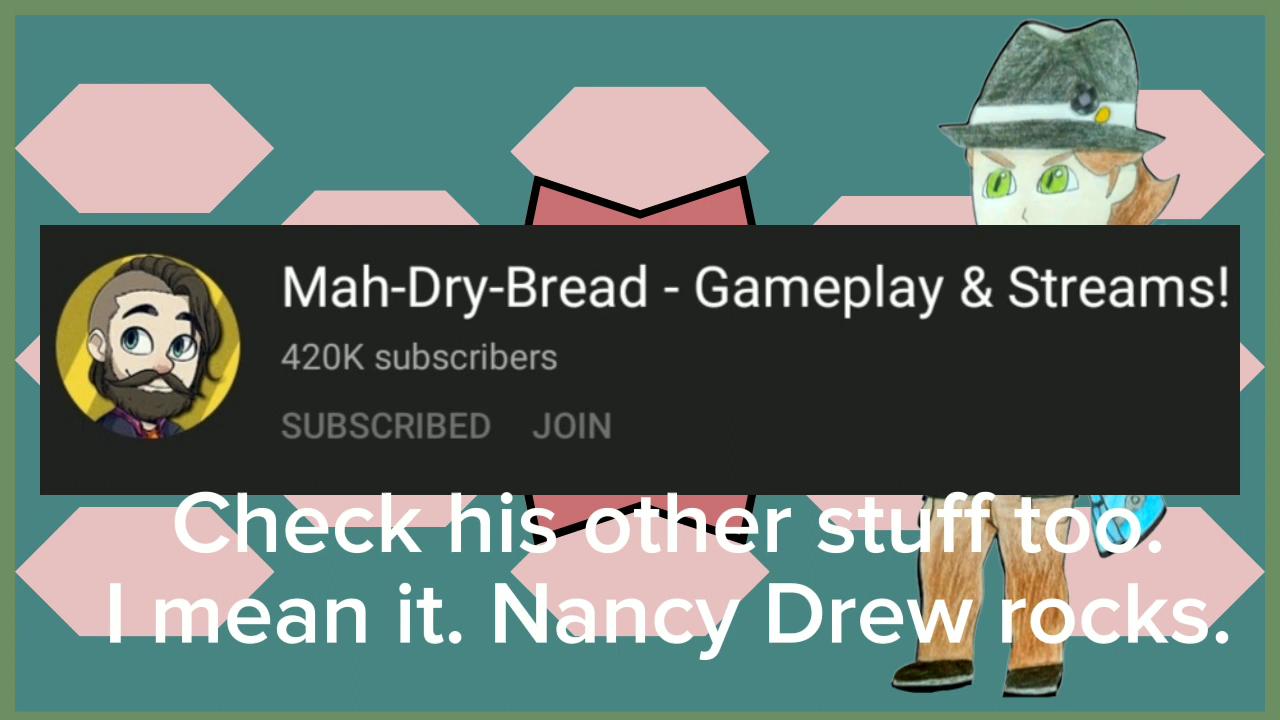 Mah-Dry-Bread - Gameplay & Streams!
420K subscribers
SUBSCRIBED JOIN
Check his other stuff too.
I mean it. Nancy Drew rocks.